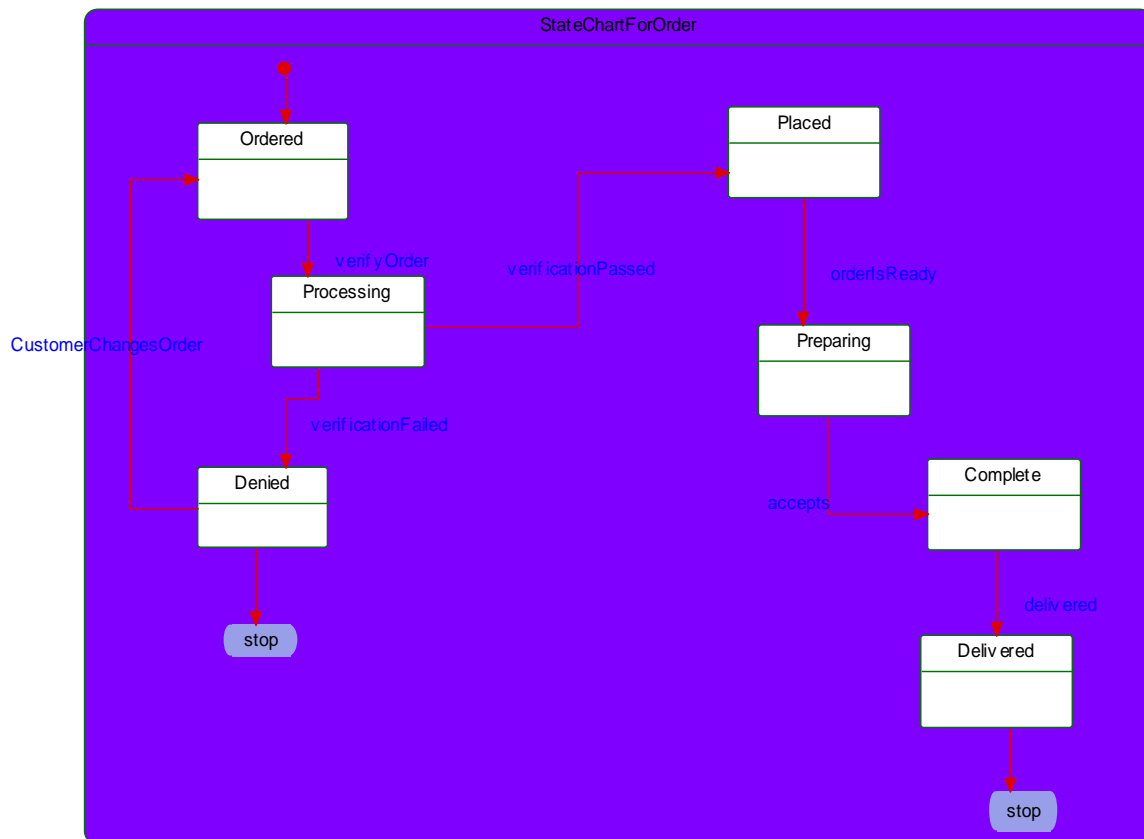 StateChartForOrder
Ordered
Placed
verifyOrder
verificationPassed
orderIsReady
Processing
CustomerChangesOrder
Preparing
verificationFailed
Denied
Complete
accepts
delivered
stop
Delivered
stop